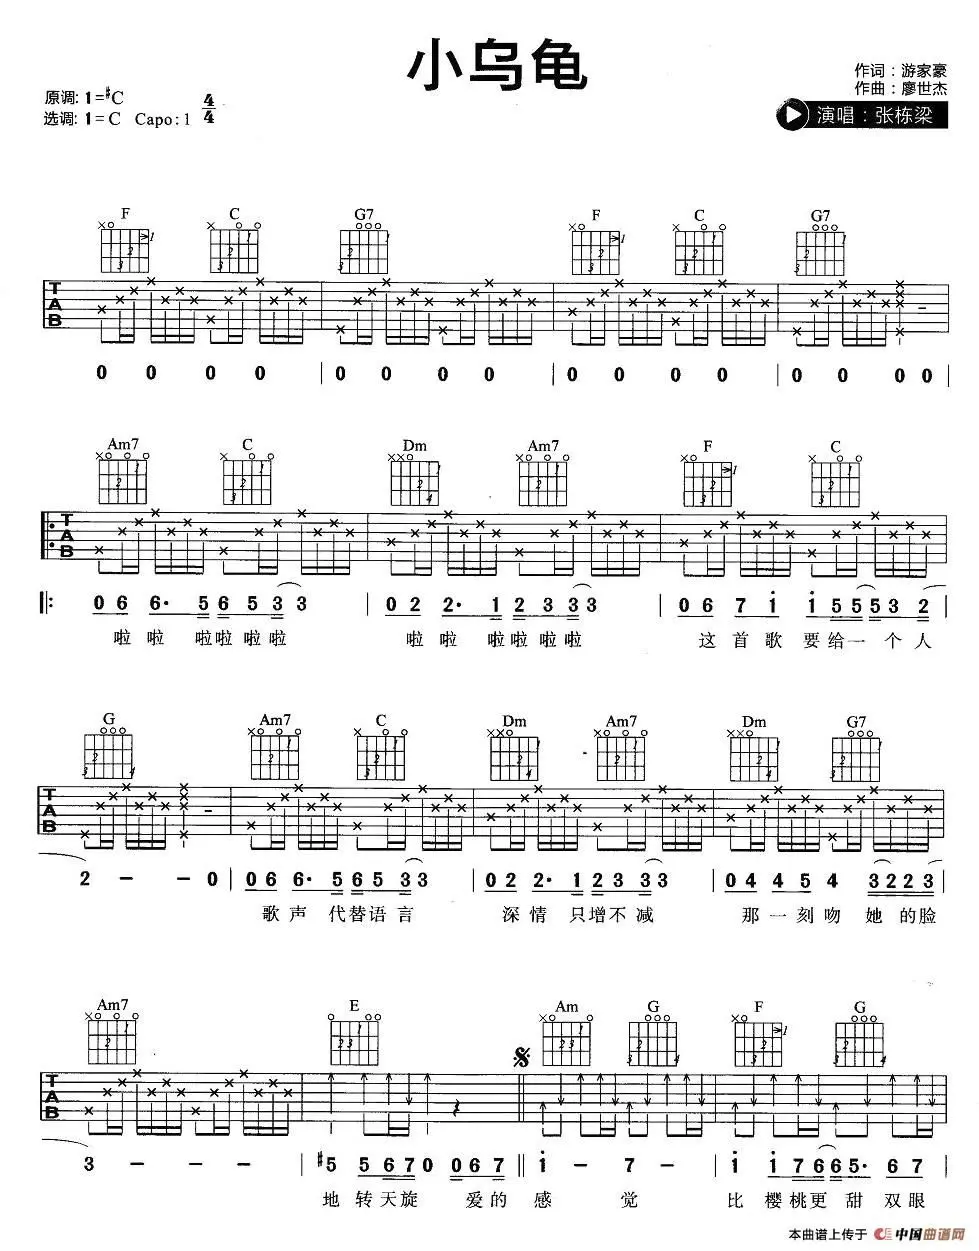 小乌龟
作词：游家豪
作曲：廖世杰
演唱：张栋梁
原调: 1=#C 4/4
选调: 1=C Capo: 1
F C G7 F C G7
TAB
0 0 0 0 | 0 0 0 0 | 0 0 0 0 | 0 0 0 0
Am7 C Dm Am7 F C
TAB
0 6 6· 5 6 5 3 3 | 0 2 2· 1 2 3 3 3 | 0 6 7 1 1 5 5 5 3 2
啦 啦 啦啦 啦 啦 啦 啦 啦啦 啦啦 这 首 歌 要 给一 个 人
G Am7 C Dm Am7 Dm G7
TAB
2 - - 0 | 0 6 6· 5 6 5 3 3 | 0 2 2· 1 2 3 3 3 | 0 4 4 5 4 3 2 2 3
歌 声 代替语 言 深 情 只增不 减 那 一 刻 吻 她 的脸
Am7 E Am G F G
TAB
3 - - - | #5 5 6 7 0 0 6 7 || 1 - 7 - | 1 1 7 6 6 6 5· 6 7
地 转 天旋 爱的 感 觉 比 樱 桃更 甜 双眼
本曲谱上传于 中国曲谱网